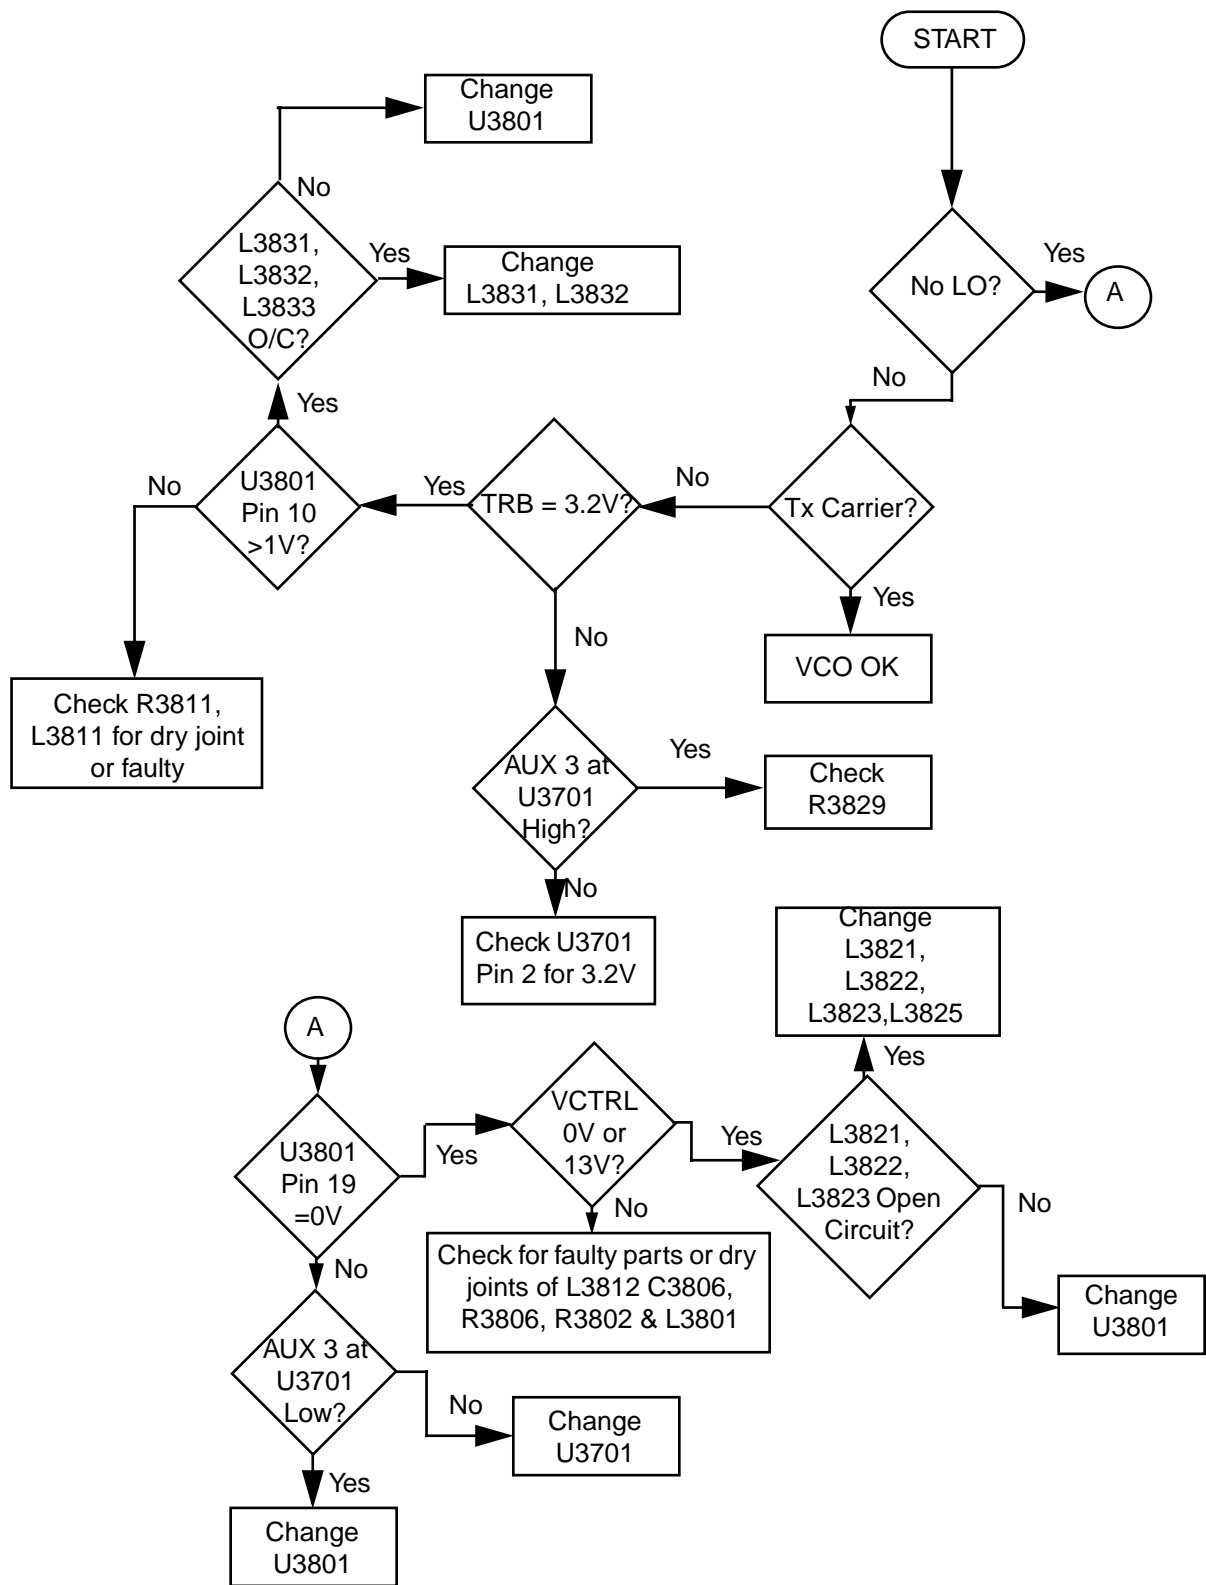 START
Change
U3801
No
L3831,
L3832,
L3833
O/C?
Yes
Change
L3831, L3832
No LO?
Yes
A
No
Yes
U3801
Pin 10
>1V?
No
Yes
TRB = 3.2V?
No
Tx Carrier?
Yes
VCO OK
No
Check R3811,
L3811 for dry joint
or faulty
AUX 3 at
U3701
High?
Yes
Check
R3829
No
Check U3701
Pin 2 for 3.2V
Change
L3821,
L3822,
L3823,L3825
A
Yes
U3801
Pin 19
=0V
Yes
VCTRL
0V or
13V?
Yes
L3821,
L3822,
L3823 Open
Circuit?
No
No
Check for faulty parts or dry
joints of L3812 C3806,
R3806, R3802 & L3801
Change
U3801
No
AUX 3 at
U3701
Low?
No
Change
U3701
Yes
Change
U3801